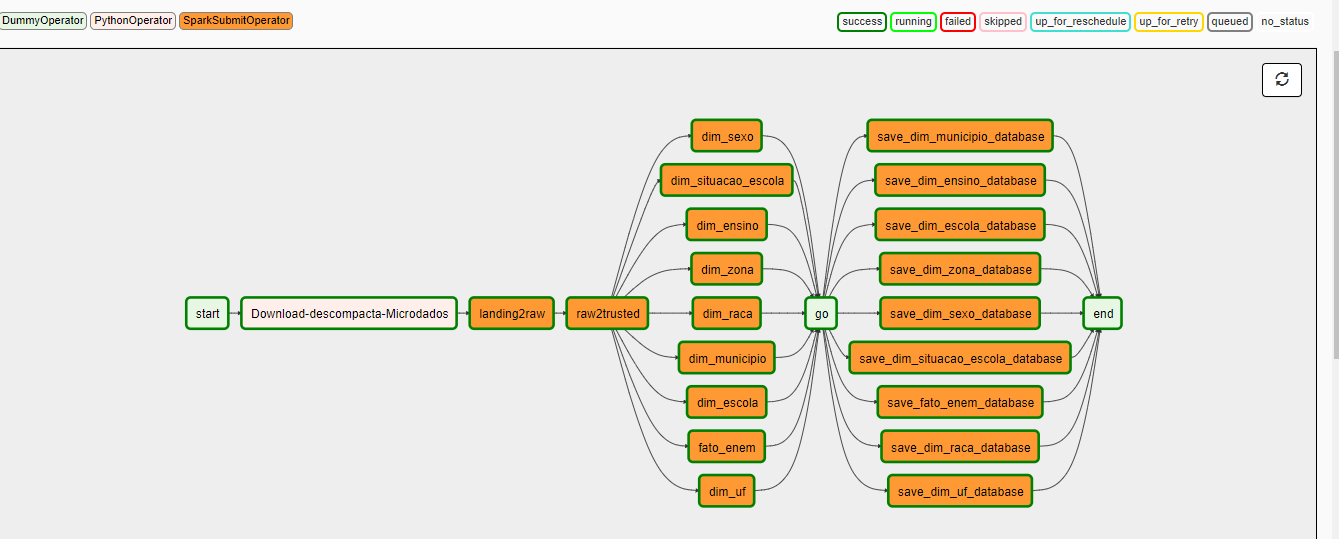 DummyOperator PythonOperator SparkSubmitOperator success running failed skipped up_for_reschedule up_for_retry queued no_status
dim_sexo save_dim_municipio_database
dim_situacao_escola save_dim_ensino_database
dim_ensino save_dim_escola_database
dim_zona save_dim_zona_database
start Download-descompacta-Microdados landing2raw raw2trusted dim_raca go save_dim_sexo_database end
dim_municipio save_dim_situacao_escola_database
dim_escola save_fato_enem_database
fato_enem save_dim_raca_database
dim_uf save_dim_uf_database